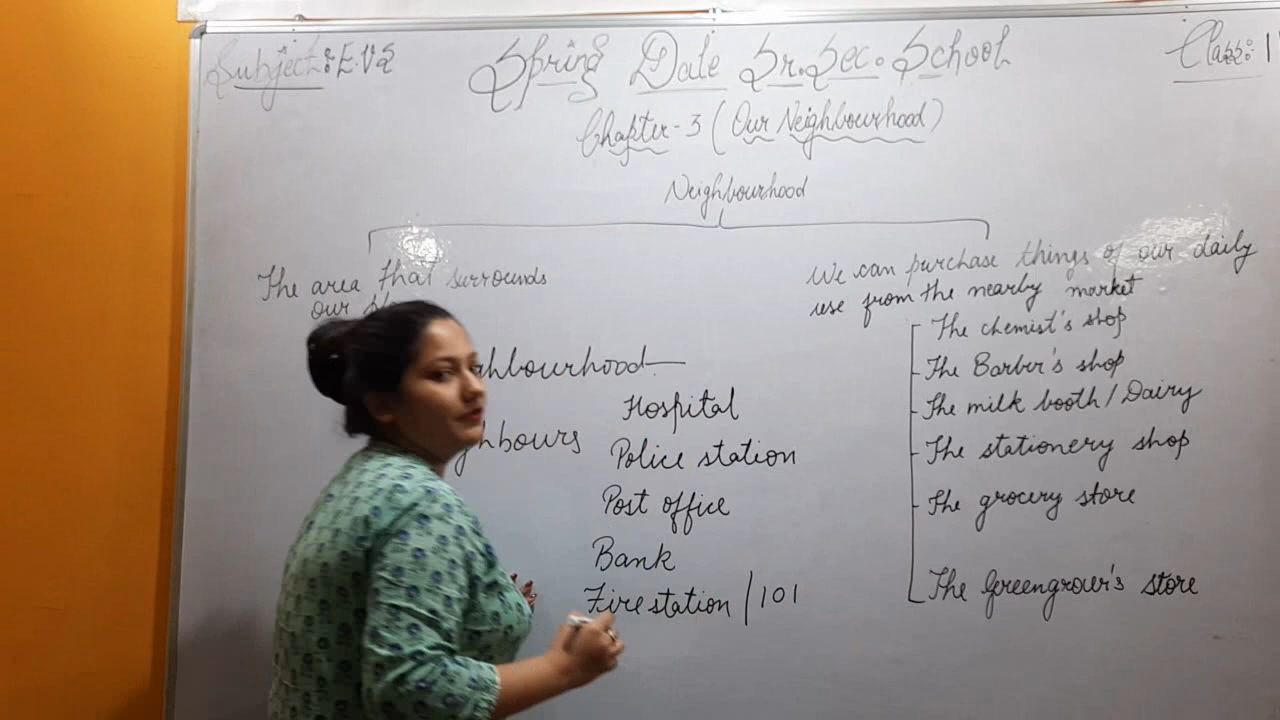 Subject: E.V.S
Spring Dale Sr. Sec. School
Class: 1
Chapter - 3 (Our Neighbourhood)
Neighbourhood
The area that surrounds
our
ghbourhood
hbours
Hospital
Police station
Post office
Bank
Fire station / 101
We can purchase things of our daily
use from the nearby market
The chemist's shop
The Barber's shop
The milk booth / Dairy
The stationery shop
The grocery store
The Greengrocer's store